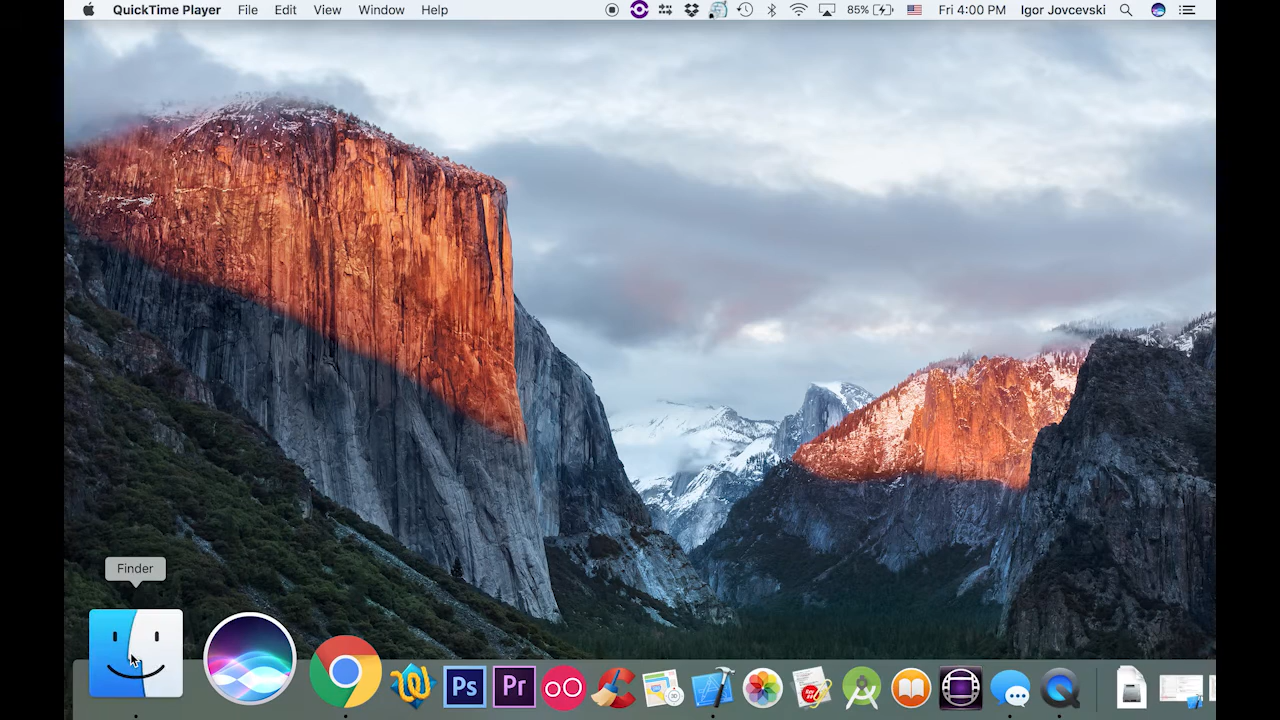 QuickTime Player File Edit View Window Help 85% Fri 4:00 PM Igor Jovcevski
Finder
Ps Pr